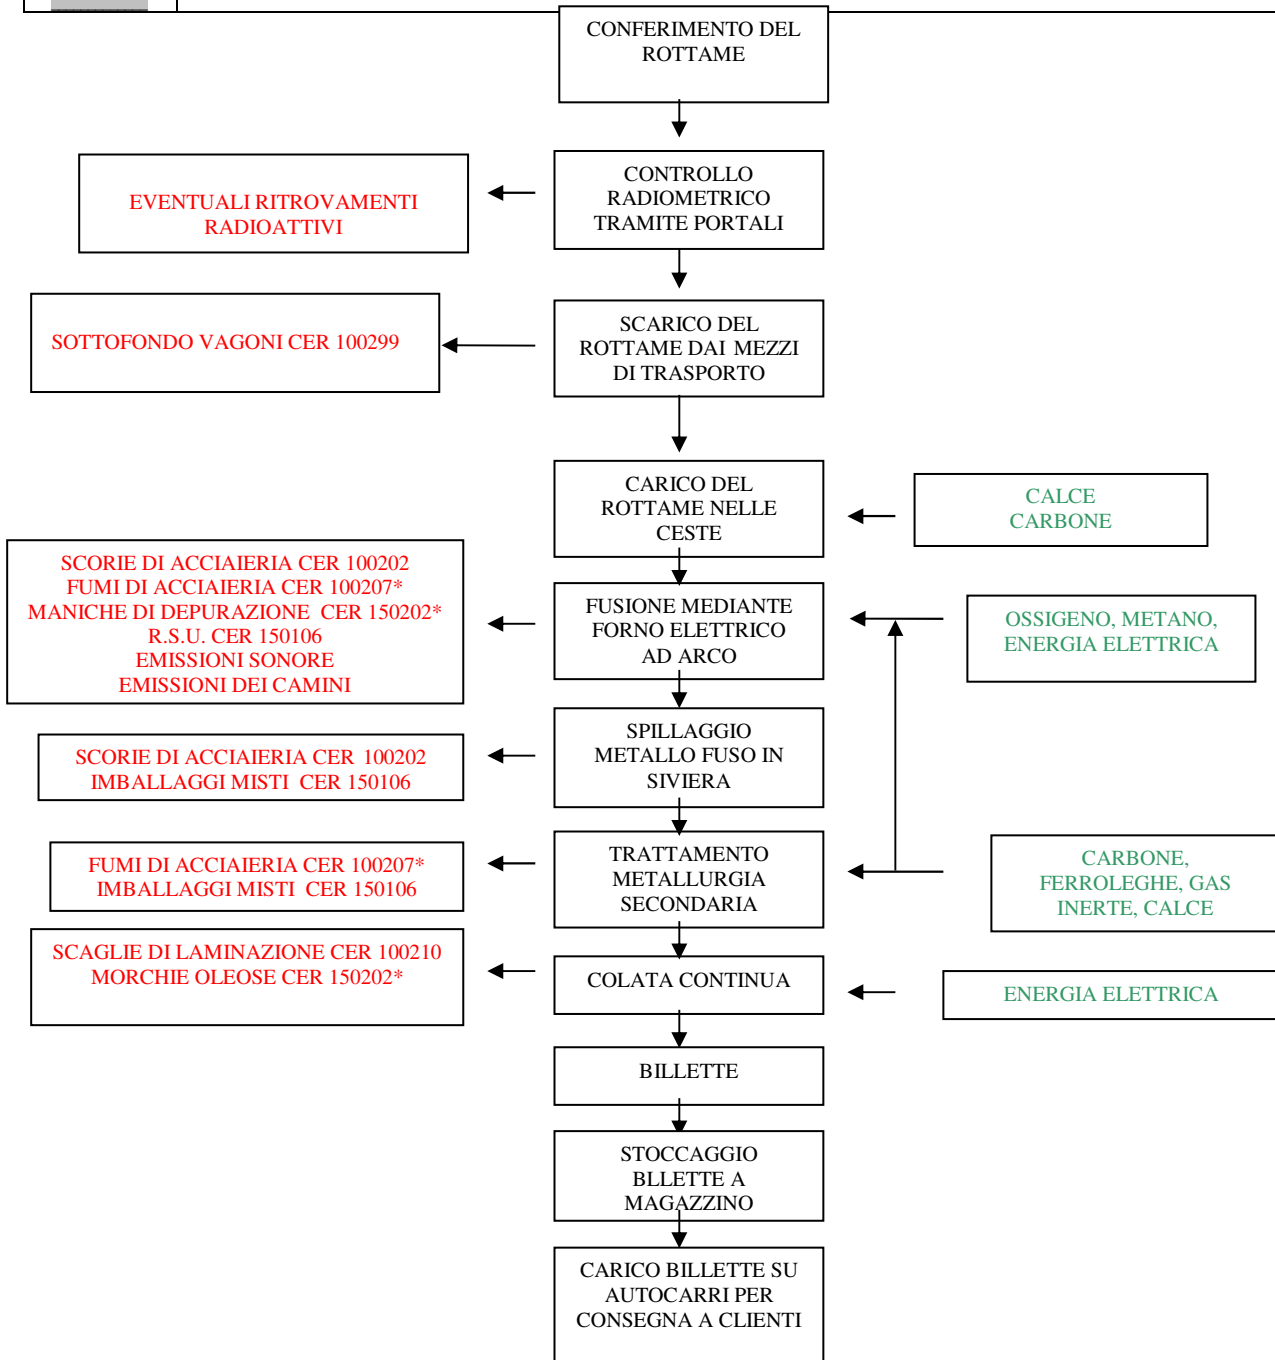 CONFERIMENTO DEL
ROTTAME
CONTROLLO
RADIOMETRICO
TRAMITE PORTALI
EVENTUALI RITROVAMENTI
RADIOATTIVI
SCARICO DEL
ROTTAME DAI MEZZI
DI TRASPORTO
SOTTOFONDO VAGONI CER 100299
CARICO DEL
ROTTAME NELLE
CESTE
CALCE
CARBONE
SCORIE DI ACCIAIERIA CER 100202
FUMI DI ACCIAIERIA CER 100207*
MANICHE DI DEPURAZIONE CER 150202*
R.S.U. CER 150106
EMISSIONI SONORE
EMISSIONI DEI CAMINI
FUSIONE MEDIANTE
FORNO ELETTRICO
AD ARCO
OSSIGENO, METANO,
ENERGIA ELETTRICA
SCORIE DI ACCIAIERIA CER 100202
IMBALLAGGI MISTI CER 150106
SPILLAGGIO
METALLO FUSO IN
SIVIERA
FUMI DI ACCIAIERIA CER 100207*
IMBALLAGGI MISTI CER 150106
TRATTAMENTO
METALLURGIA
SECONDARIA
CARBONE,
FERROLEGHE, GAS
INERTE, CALCE
SCAGLIE DI LAMINAZIONE CER 100210
MORCHIE OLEOSE CER 150202*
COLATA CONTINUA
ENERGIA ELETTRICA
BILLETTE
STOCCAGGIO
BLLETTE A
MAGAZZINO
CARICO BILLETTE SU
AUTOCARRI PER
CONSEGNA A CLIENTI